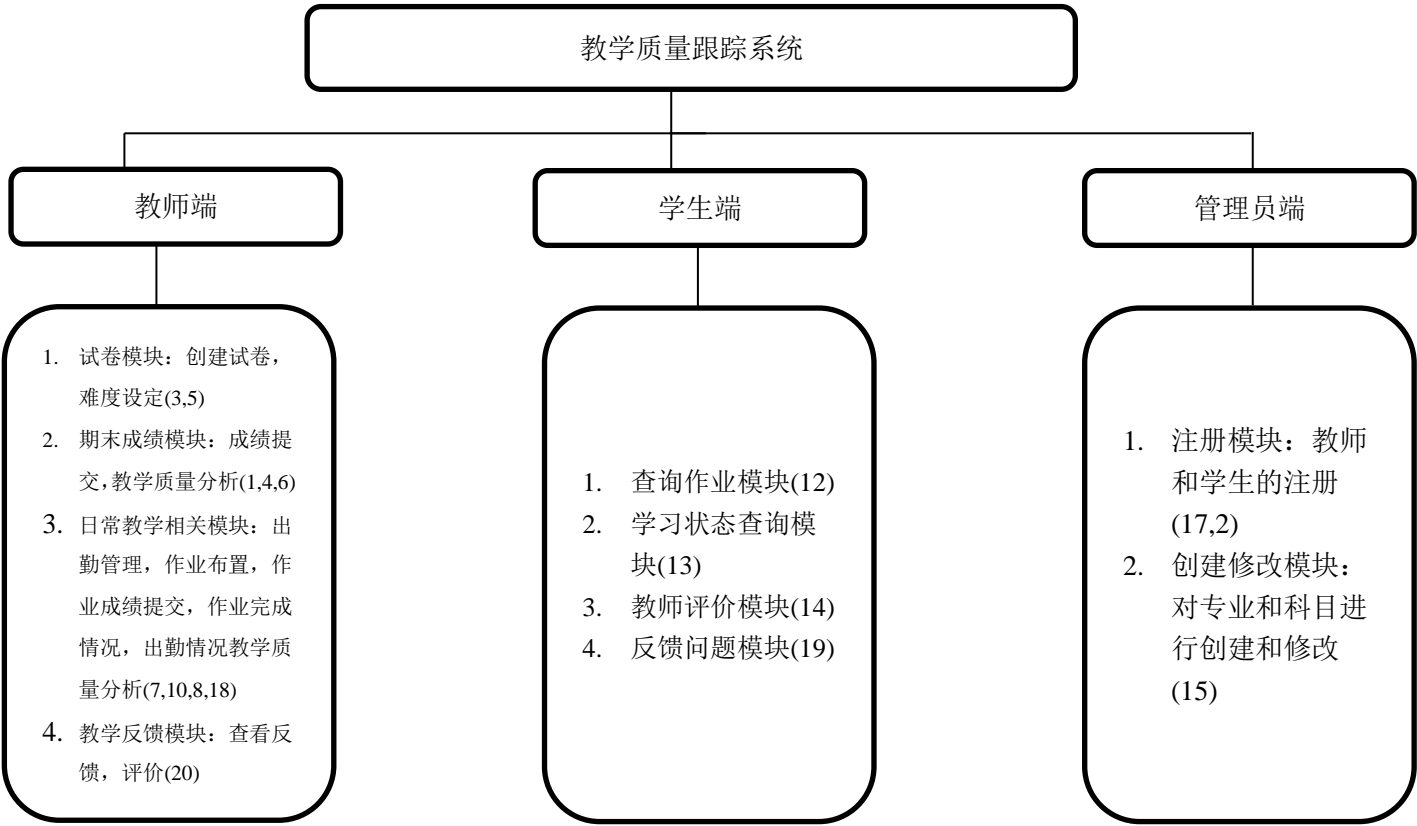 教学质量跟踪系统
教师端
学生端
管理员端
1. 试卷模块：创建试卷，
难度设定(3,5)
2. 期末成绩模块：成绩提
交，教学质量分析(1,4,6)
3. 日常教学相关模块：出
勤管理，作业布置，作
业成绩提交，作业完成
情况，出勤情况教学质
量分析(7,10,8,18)
4. 教学反馈模块：查看反
馈，评价(20)
1. 查询作业模块(12)
2. 学习状态查询模
块(13)
3. 教师评价模块(14)
4. 反馈问题模块(19)
1. 注册模块：教师
和学生的注册
(17,2)
2. 创建修改模块：
对专业和科目进
行创建和修改
(15)